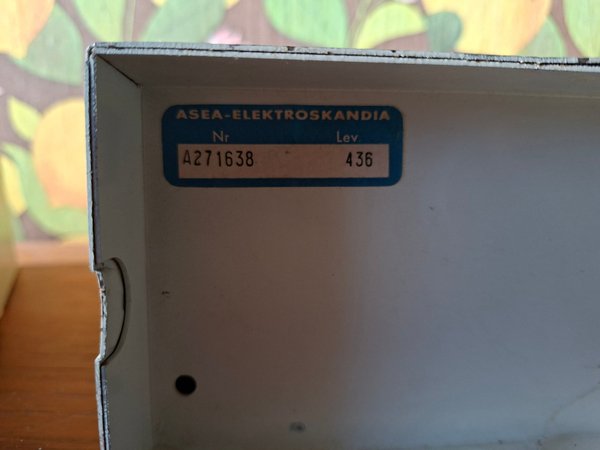 ASEA-ELEKTROSKANDIA
Nr Lev.
A271638 436